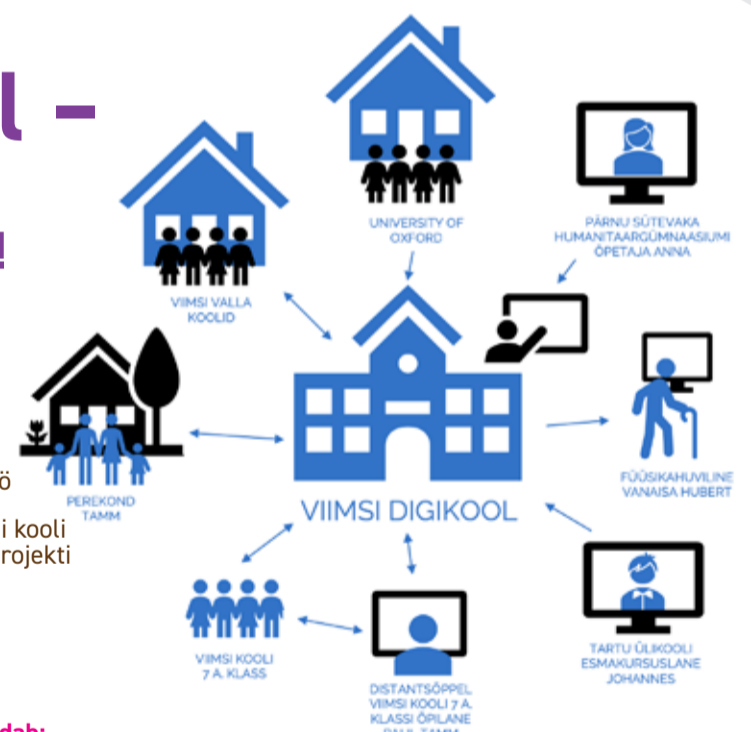 l –
!
UNIVERSITY OF
OXFORD
PÄRNU SÜTEVAKA
HUMANITAARGÜMNAASIUMI
ÕPETAJA ANNA
VIIMSI VALLA
KOOLID
ö
i kooli
rojekti
PEREKOND
TAMM
VIIMSI DIGIKOOL
FÜÜSIKAHUVILINE
VANAISA HUBERT
VIIMSI KOOLI
7 A. KLASS
DISTANTSÕPPEL
VIIMSI KOOLI 7 A.
KLASSI ÕPILANE
TARTU ÜLIKOOLI
ESMAKURSUSLANE
JOHANNES
dab: